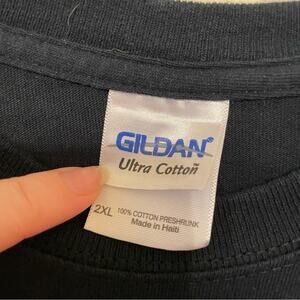 GILDAN®
Ultra Cotton
2XL
100% COTTON PRESHRUNK
Made in Haiti